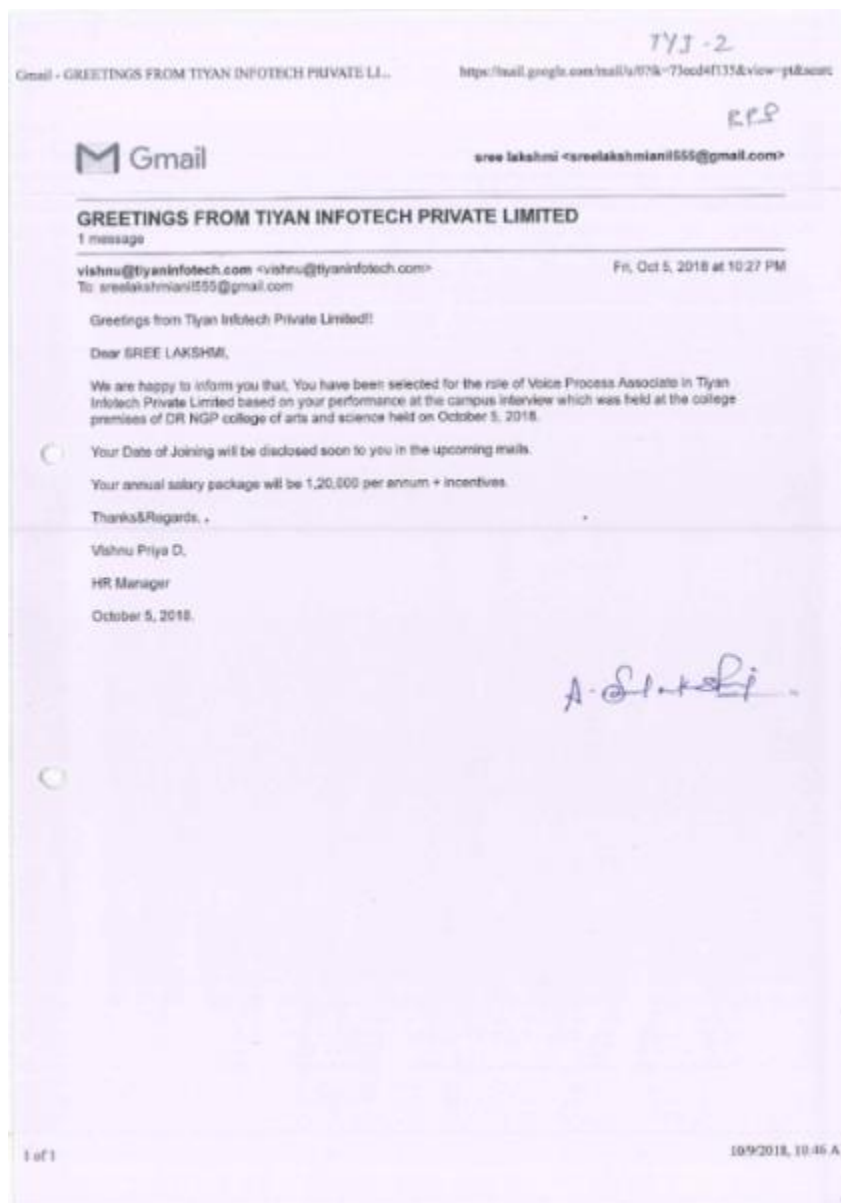 TYJ-2
Gmail - GREETINGS FROM TIYAN INFOTECH PRIVATE LI...
Gmail
sree lakshmi <sreelakshmianil555@gmail.com>
GREETINGS FROM TIYAN INFOTECH PRIVATE LIMITED
1 message
vishnu@tiyaninfotech.com <vishnu@tiyaninfotech.com>
Fri, Oct 5, 2018 at 10:27 PM
To: sreelakshmianil555@gmail.com
Greetings from Tiyan Infotech Private Limited!!
Dear SREE LAKSHMI,
We are happy to inform you that, You have been selected for the role of Voice Process Associate in Tiyan
Infotech Private Limited based on your performance at the campus interview which was held at the college
premises of DR NGP college of arts and science held on October 5, 2018.
Your Date of Joining will be disclosed soon to you in the upcoming mails.
Your annual salary package will be 1,20,000 per annum + incentives.
Thanks&Regards, .
Vishnu Priya D,
HR Manager
October 5, 2018.
1 of 1
10/9/2018, 10:46 A